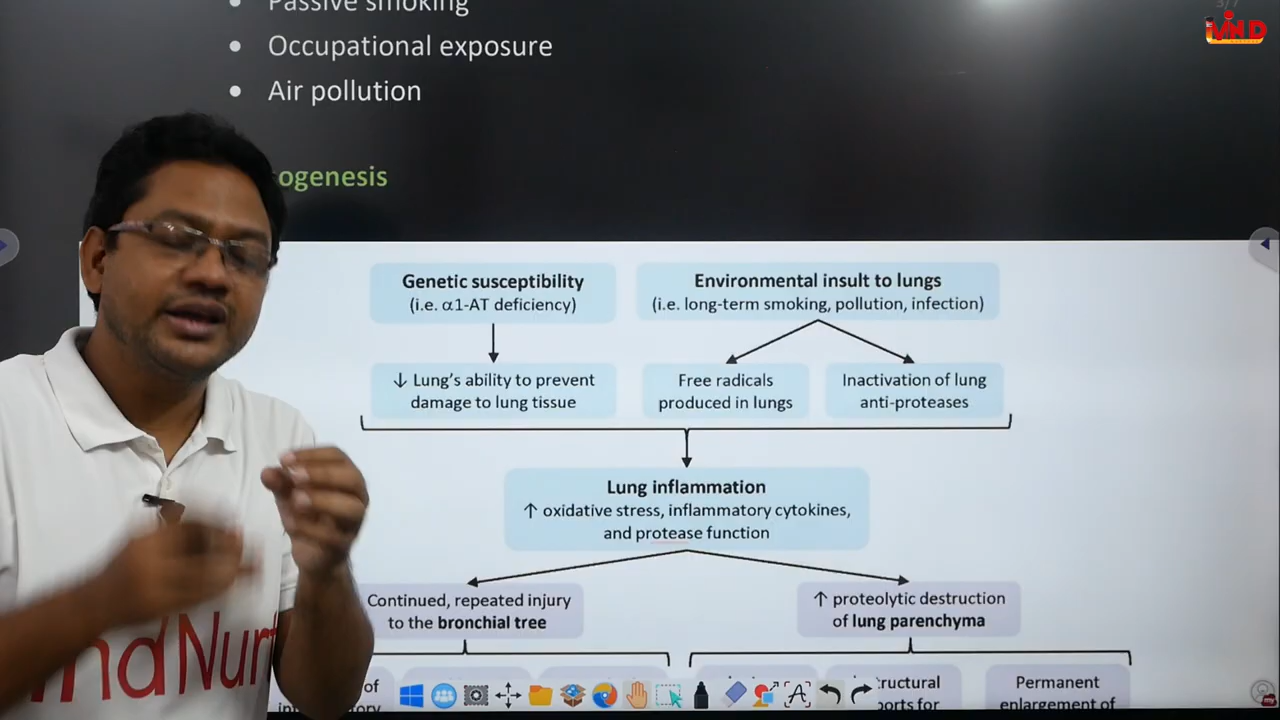 Passive smoking
Occupational exposure
Air pollution
ogenesis
Genetic susceptibility
(i.e. α1-AT deficiency)
Environmental insult to lungs
(i.e. long-term smoking, pollution, infection)
↓ Lung's ability to prevent
damage to lung tissue
Free radicals
produced in lungs
Inactivation of lung
anti-proteases
Lung inflammation
↑ oxidative stress, inflammatory cytokines,
and protease function
Continued, repeated injury
to the bronchial tree
↑ proteolytic destruction
of lung parenchyma
of
Permanent
enlargement of